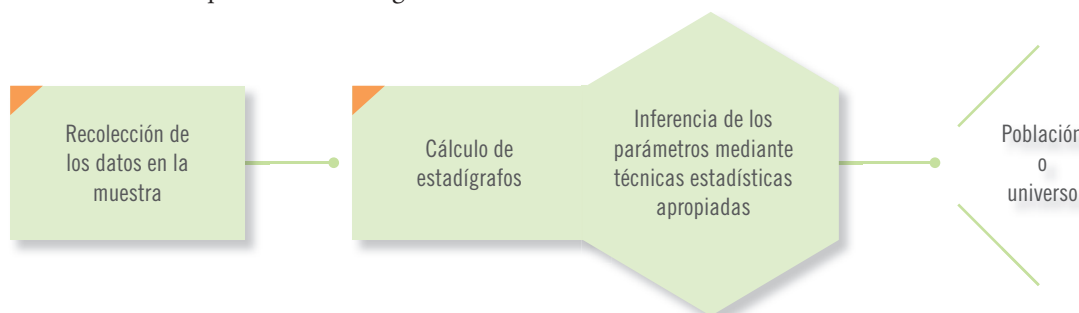 Recolección de
los datos en la
muestra
Cálculo de
estadígrafos
Inferencia de los
parámetros mediante
técnicas estadísticas
apropiadas
Población
o
universo